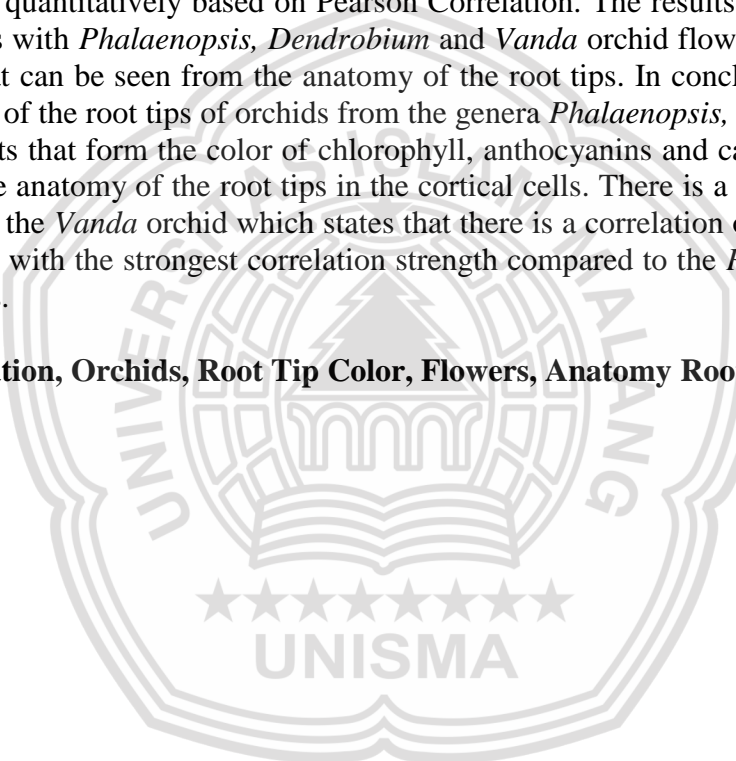 quantitatively based on Pearson Correlation. The results
s with Phalaenopsis, Dendrobium and Vanda orchid flow
at can be seen from the anatomy of the root tips. In concl
of the root tips of orchids from the genera Phalaenopsis,
ts that form the color of chlorophyll, anthocyanins and ca
e anatomy of the root tips in the cortical cells. There is a
the Vanda orchid which states that there is a correlation
with the strongest correlation strength compared to the P
s.
tion, Orchids, Root Tip Color, Flowers, Anatomy Roo
UNIVERSITAS ISLAM MALANG
UNISMA